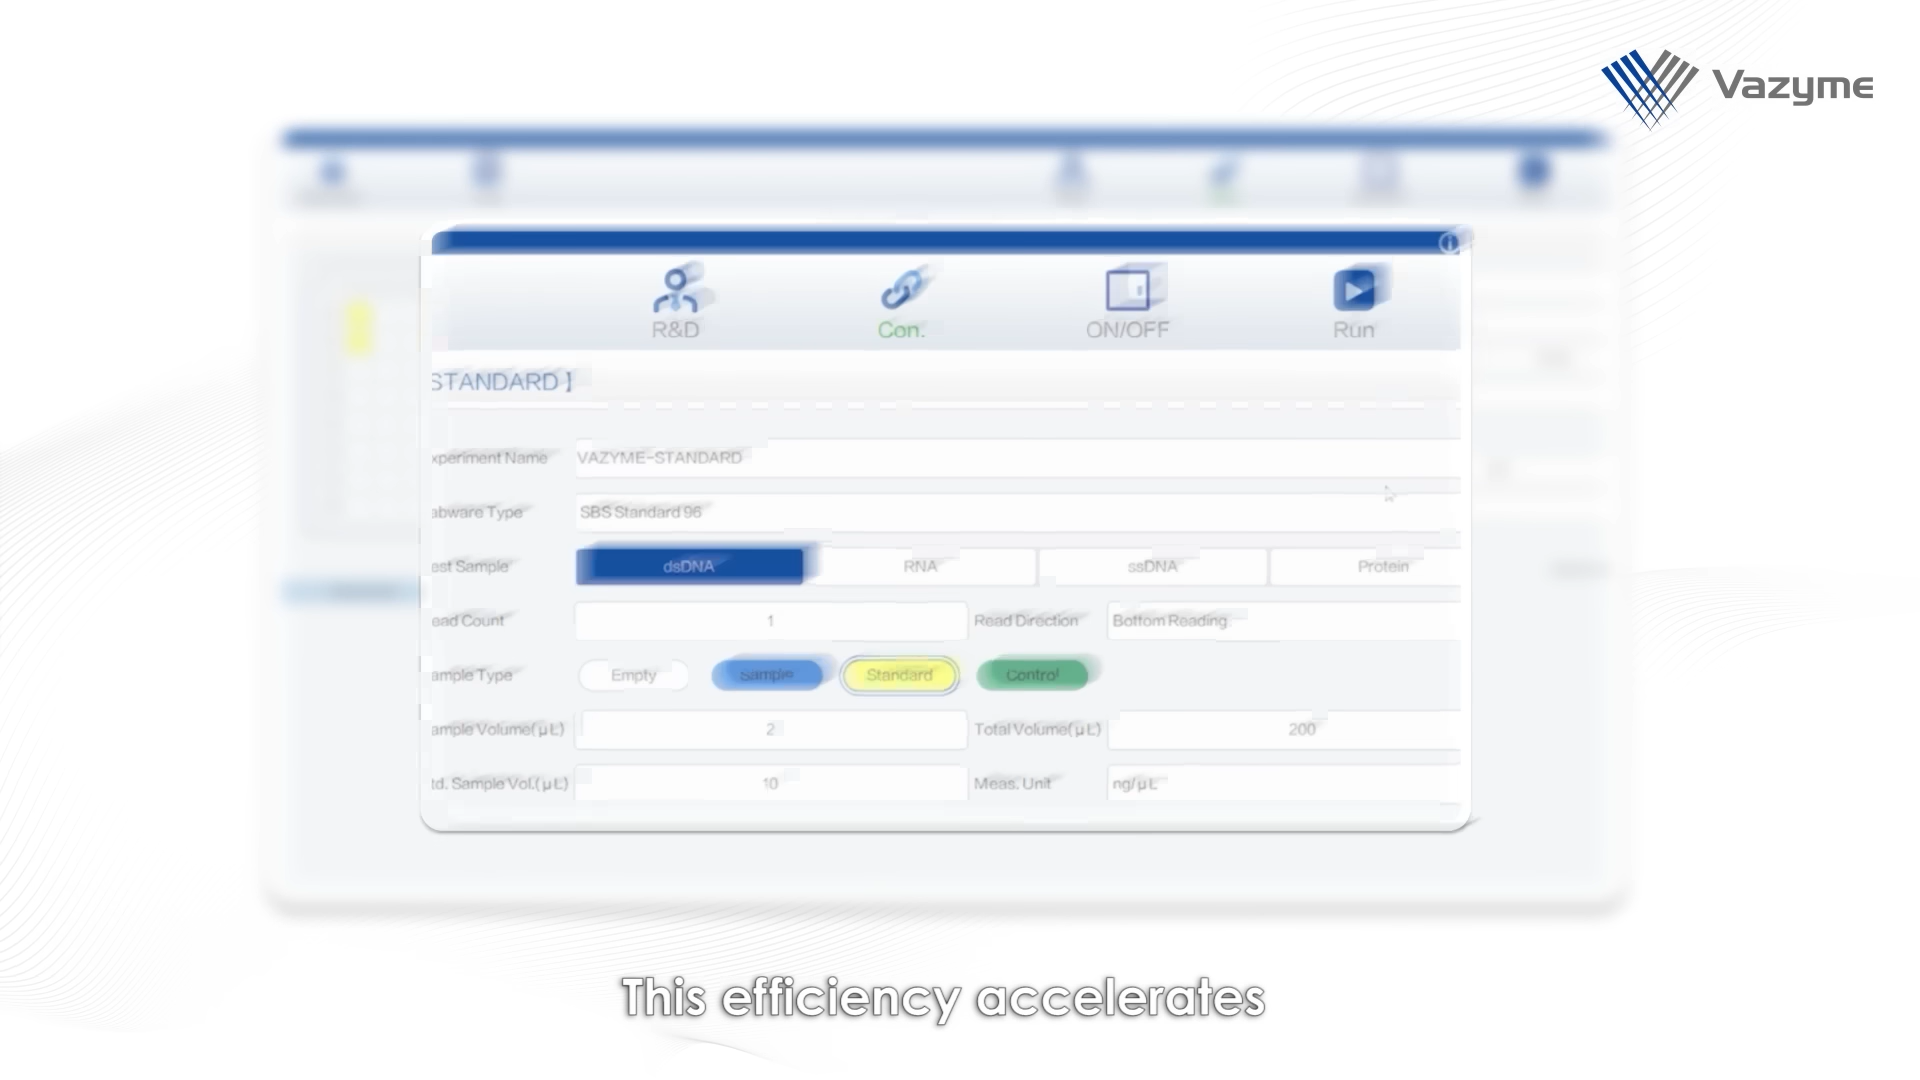 Vazyme
R&D
Con.
ON/OFF
Run
STANDARD】
xperiment Name VAZYME-STANDARD
abware Type SBS Standard 96
est Sample dsDNA RNA ssDNA Protein
ead Count 1 Read Direction Bottom Reading
ample Type Empty Sample Standard Control
ample Volume(μL) 2 Total Volume(μL) 200
td. Sample Vol.(μL) 10 Meas. Unit ng/μL
This efficiency accelerates